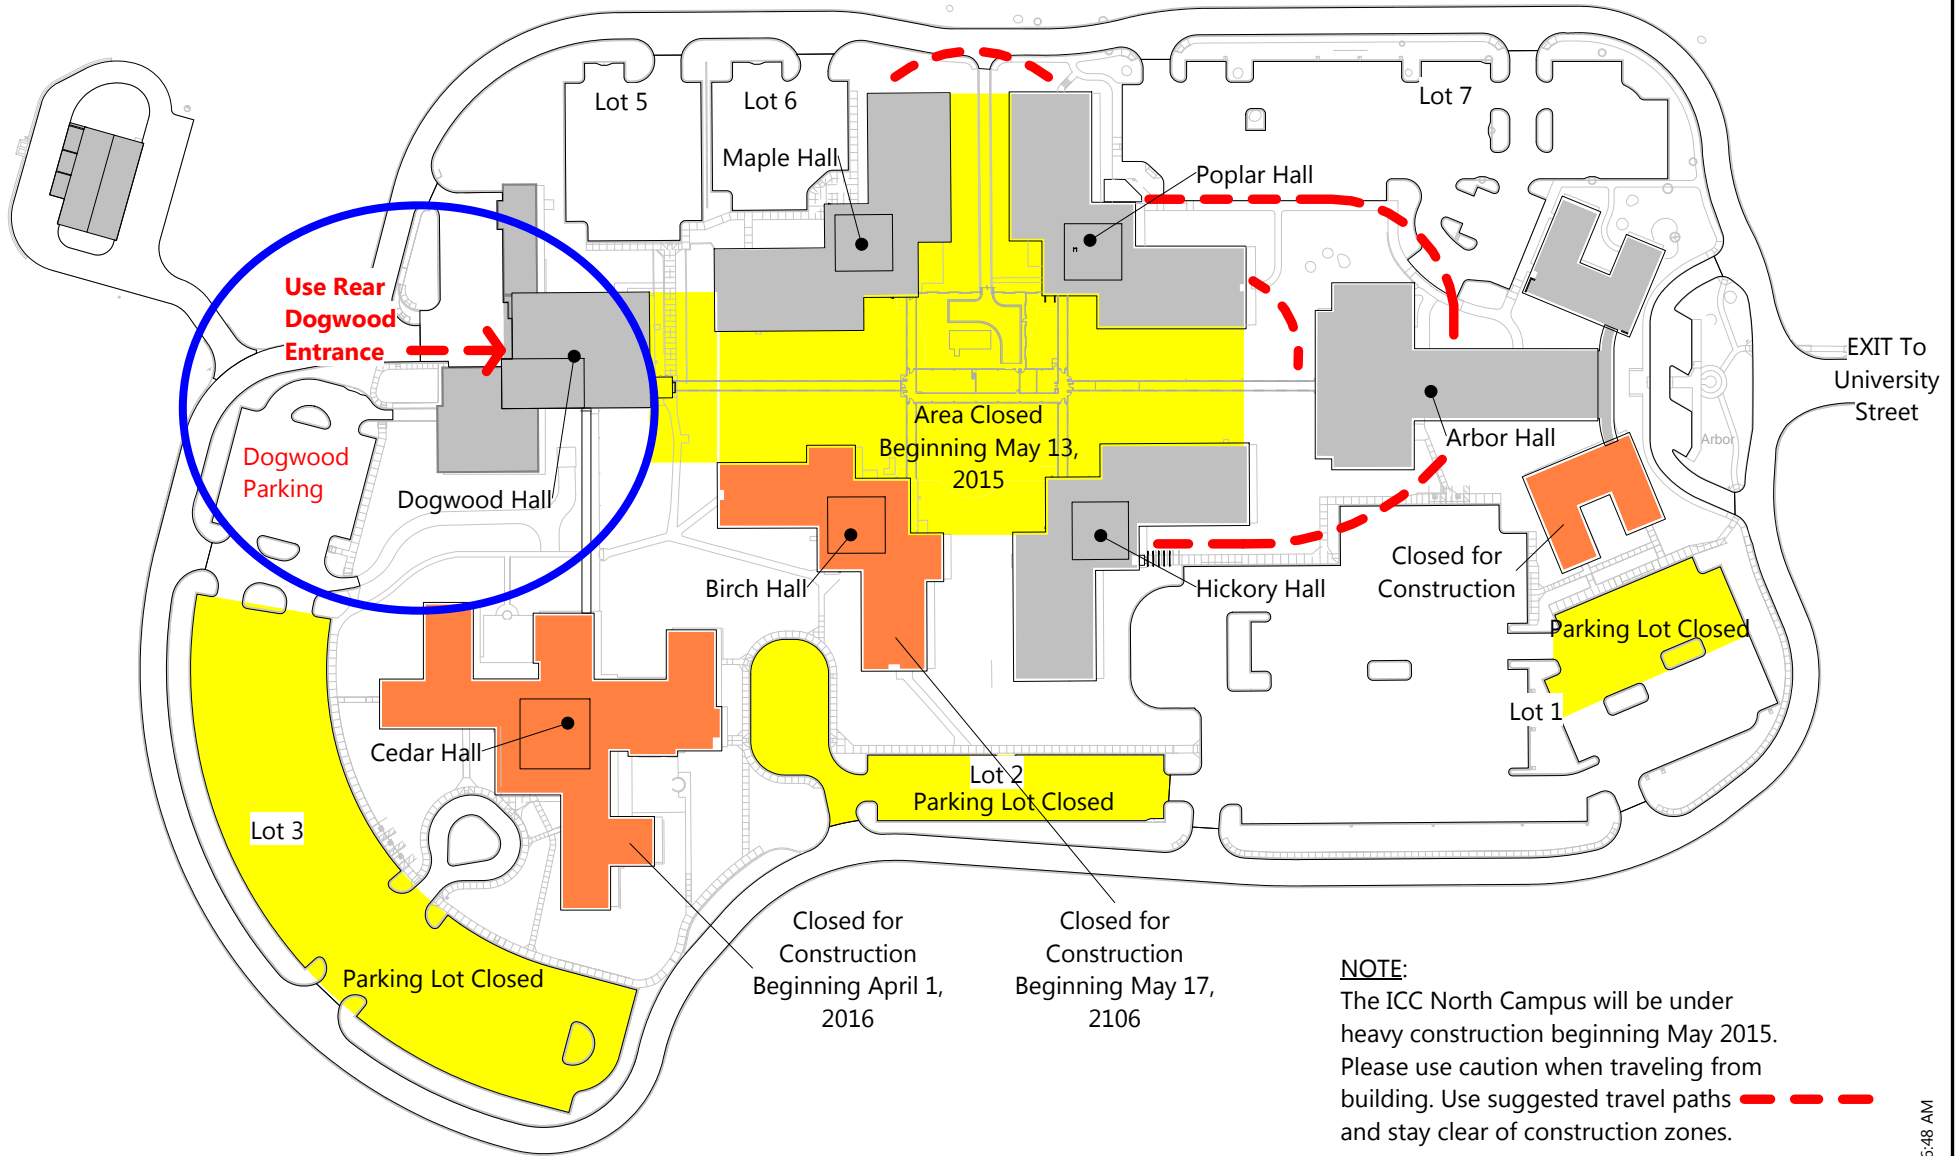 Lot 5
Lot 6
Lot 7
Maple Hall
Poplar Hall
Use Rear
Dogwood
Entrance
EXIT To
University
Street
Area Closed
Beginning May 13,
2015
Arbor Hall
Arbor
Dogwood
Parking
Dogwood Hall
Birch Hall
Hickory Hall
Closed for
Construction
Parking Lot Closed
Lot 1
Cedar Hall
Lot 2
Parking Lot Closed
Lot 3
Parking Lot Closed
Closed for
Construction
Beginning April 1,
2016
Closed for
Construction
Beginning May 17,
2106
NOTE:
The ICC North Campus will be under
heavy construction beginning May 2015.
Please use caution when traveling from
building. Use suggested travel paths
and stay clear of construction zones.
6:48 AM